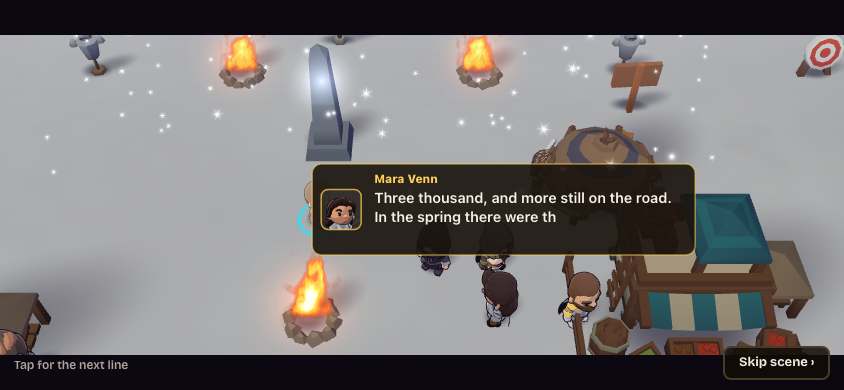 Mara Venn
Three thousand, and more still on the road.
In the spring there were th
Tap for the next line
Skip scene ›